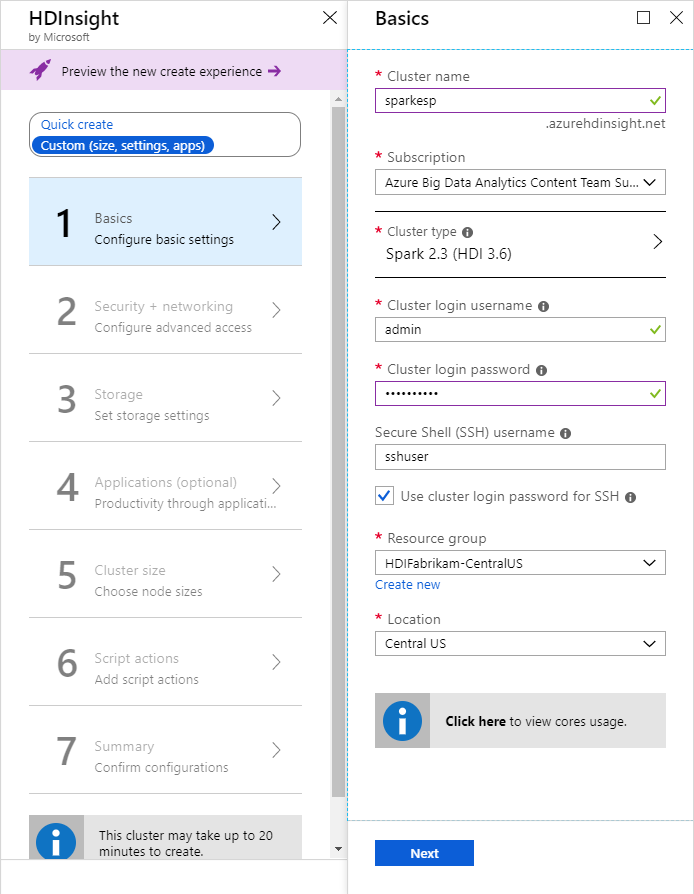 HDInsight
by Microsoft
Preview the new create experience
Quick create
Custom (size, settings, apps)
1
Basics
Configure basic settings
2
Security + networking
Configure advanced access
3
Storage
Set storage settings
4
Applications (optional)
Productivity through applicati...
5
Cluster size
Choose node sizes
6
Script actions
Add script actions
7
Summary
Confirm configurations
This cluster may take up to 20
minutes to create.
Basics
* Cluster name
sparkesp
.azurehdinsight.net
* Subscription
Azure Big Data Analytics Content Team Su...
* Cluster type
Spark 2.3 (HDI 3.6)
* Cluster login username
admin
* Cluster login password
••••••••••
Secure Shell (SSH) username
sshuser
Use cluster login password for SSH
* Resource group
HDIFabrikam-CentralUS
Create new
* Location
Central US
Click here to view cores usage.
Next